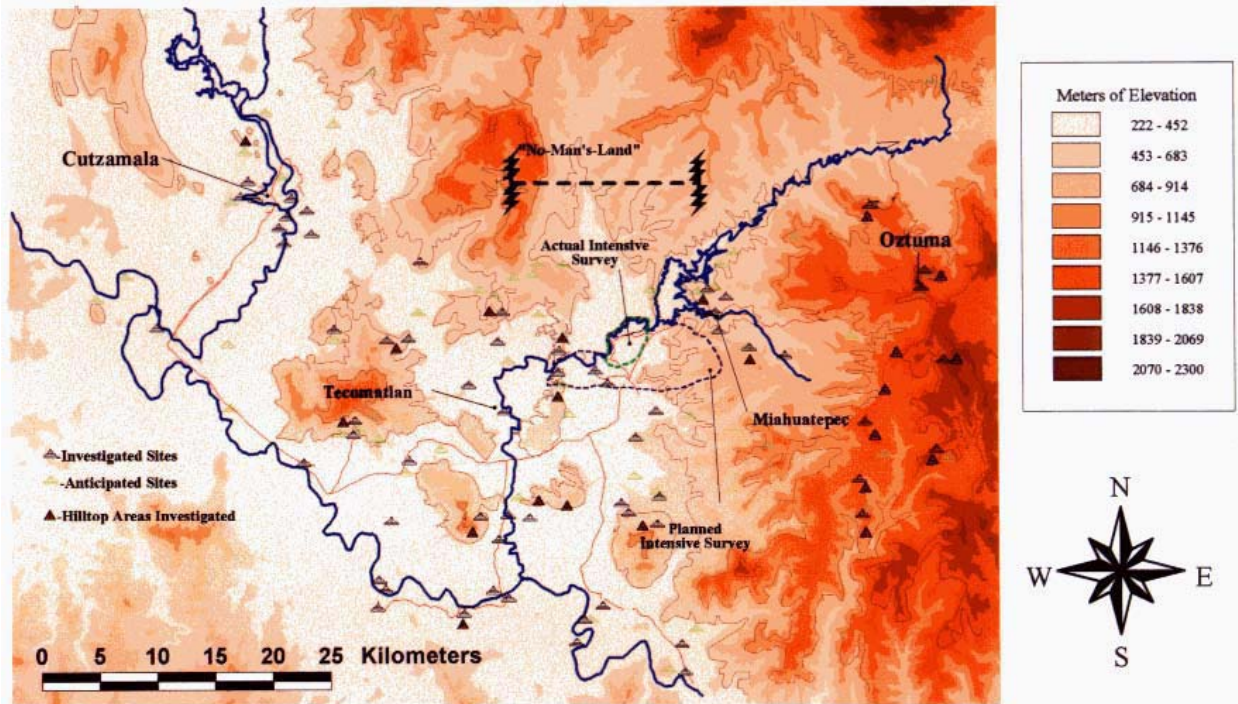 Cutzamala
"No-Man's-Land"
Actual Intensive
Survey
Oztuma
Tecomatlan
Miahuatepec
-Investigated Sites
-Anticipated Sites
-Hilltop Areas Investigated
Planned
Intensive Survey
0 5 10 15 20 25 Kilometers
Meters of Elevation
222 - 452
453 - 683
684 - 914
915 - 1145
1146 - 1376
1377 - 1607
1608 - 1838
1839 - 2069
2070 - 2300
N
W
E
S